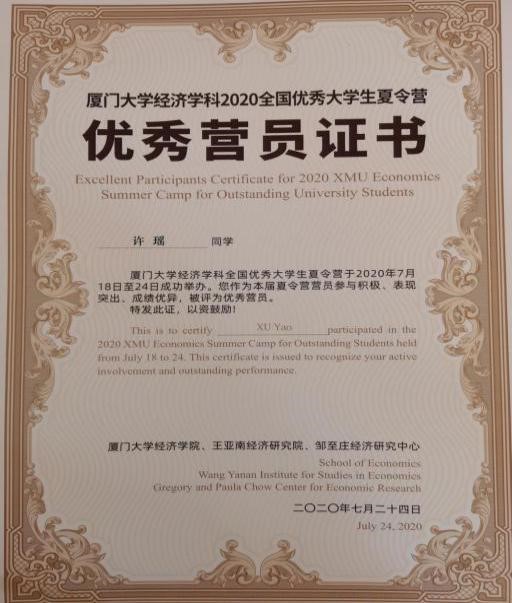 厦门大学经济学科2020全国优秀大学生夏令营
优秀营员证书
Excellent Participants Certificate for 2020 XMU Economics
Summer Camp for Outstanding University Students
许 瑶 同学
厦门大学经济学科全国优秀大学生夏令营于2020年7月
18日至24日成功举办。您作为本届夏令营营员参与积极、表现
突出、成绩优异，被评为优秀营员。
特发此证，以资鼓励！
This is to certify XU Yao participated in the
2020 XMU Economics Summer Camp for Outstanding Students held
from July 18 to 24. This certificate is issued to recognize your active
involvement and outstanding performance.
厦门大学经济学院、王亚南经济研究院、邹至庄经济研究中心
School of Economics
Wang Yanan Institute for Studies in Economics
Gregory and Paula Chow Center for Economic Research
二〇二〇年七月二十四日
July 24, 2020